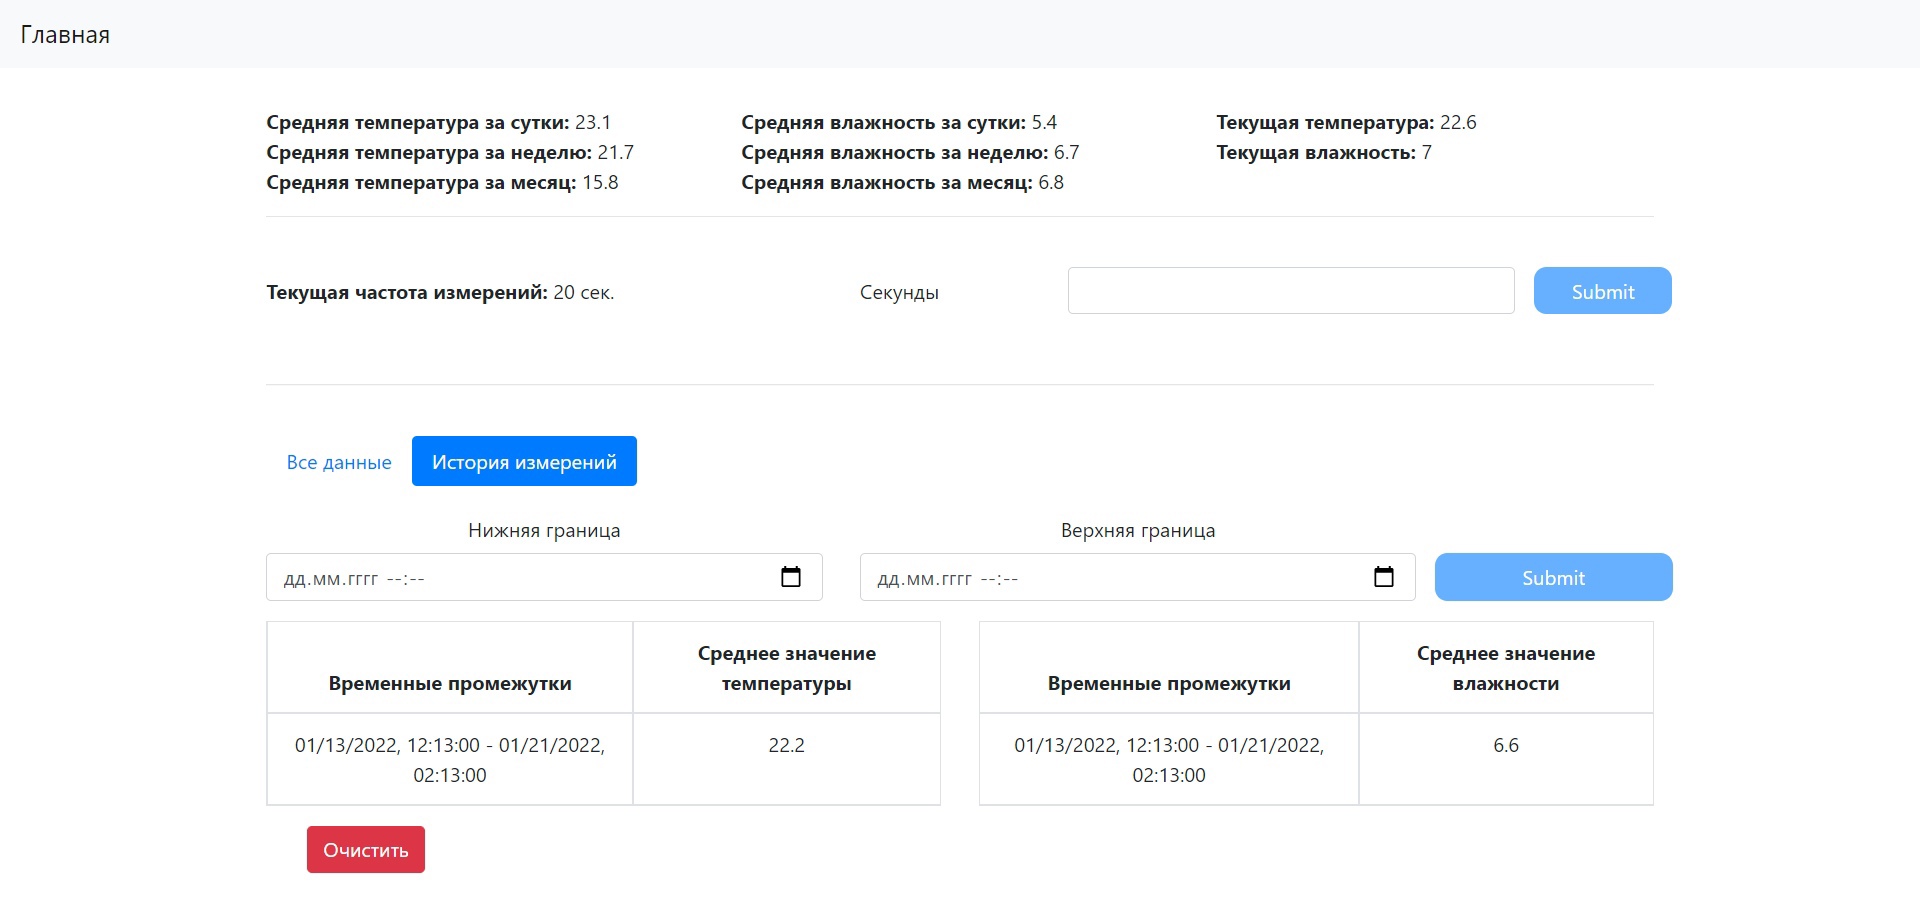 Главная
Средняя температура за сутки: 23.1
Средняя температура за неделю: 21.7
Средняя температура за месяц: 15.8
Средняя влажность за сутки: 5.4
Средняя влажность за неделю: 6.7
Средняя влажность за месяц: 6.8
Текущая температура: 22.6
Текущая влажность: 7
Текущая частота измерений: 20 сек.
Секунды
Submit
Все данные
История измерений
Нижняя граница
дд.мм.гггг --:--
Верхняя граница
дд.мм.гггг --:--
Submit
Временные промежутки
Среднее значение
температуры
01/13/2022, 12:13:00 - 01/21/2022,
02:13:00
22.2
Временные промежутки
Среднее значение
влажности
01/13/2022, 12:13:00 - 01/21/2022,
02:13:00
6.6
Очистить